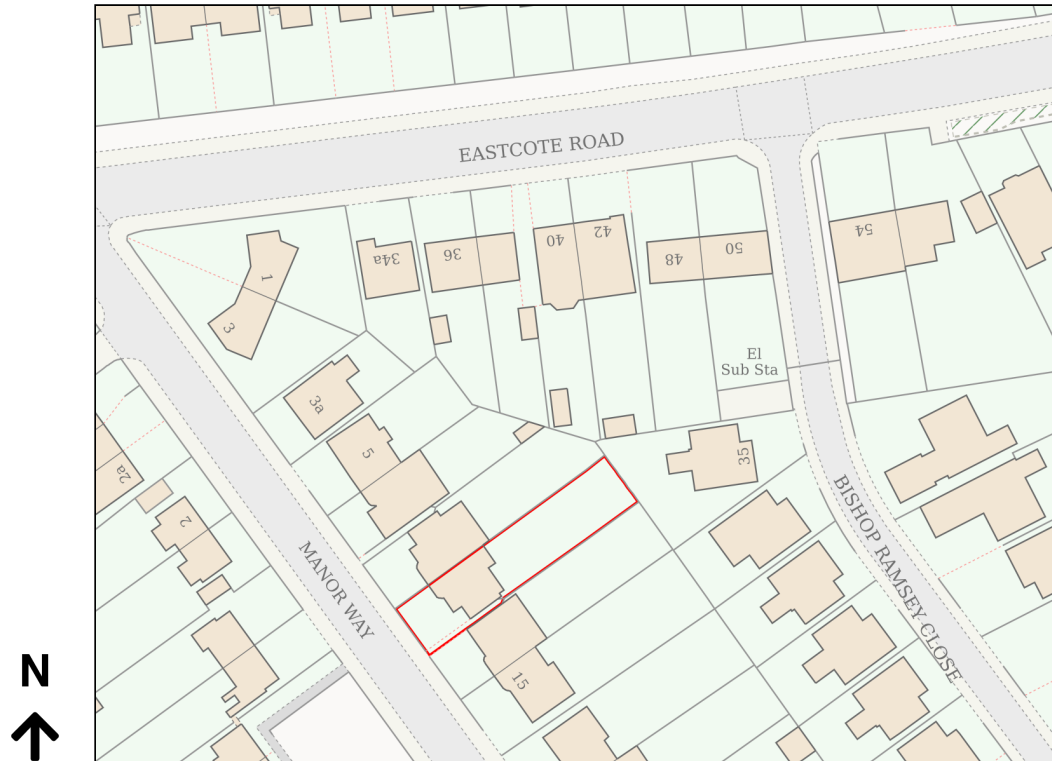 EASTCOTE ROAD
1
3
34a
36
40
42
48
50
54
El
Sub Sta
3a
5
35
2a
2
MANOR WAY
BISHOP RAMSEY CLOSE
15
N